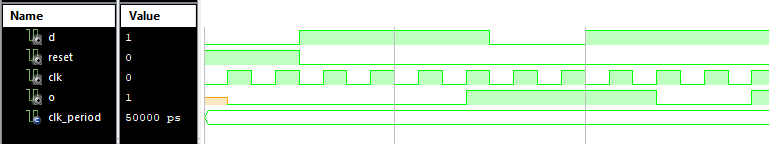 Name Value
d 1
reset 0
clk 0
o 1
clk_period 50000 ps